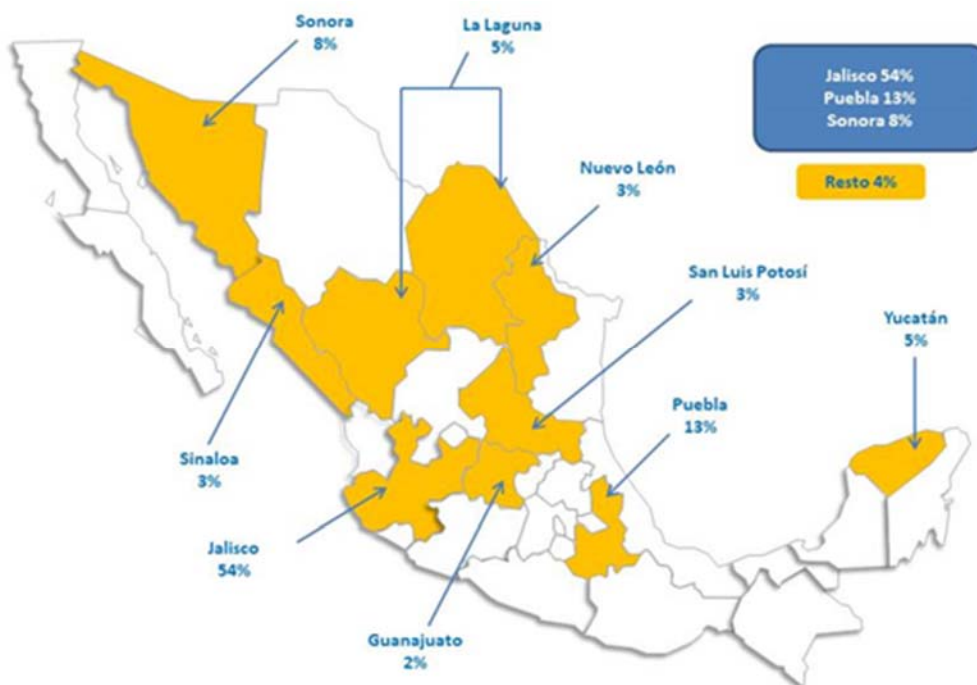 Sonora
8%
La Laguna
5%
Jalisco 54%
Puebla 13%
Sonora 8%
Resto 4%
Nuevo León
3%
San Luis Potosí
3%
Yucatán
5%
Puebla
13%
Sinaloa
3%
Jalisco
54%
Guanajuato
2%